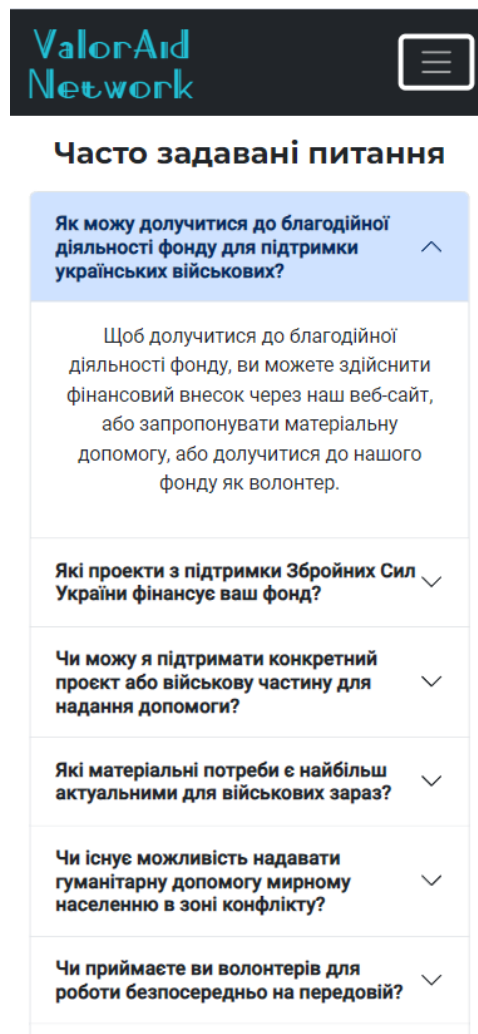 ValorAid
Network
Часто задавані питання
Як можу долучитися до благодійної
діяльності фонду для підтримки
українських військових?
Щоб долучитися до благодійної
діяльності фонду, ви можете здійснити
фінансовий внесок через наш веб-сайт,
або запропонувати матеріальну
допомогу, або долучитися до нашого
фонду як волонтер.
Які проекти з підтримки Збройних Сил
України фінансує ваш фонд?
Чи можу я підтримати конкретний
проєкт або військову частину для
надання допомоги?
Які матеріальні потреби є найбільш
актуальними для військових зараз?
Чи існує можливість надавати
гуманітарну допомогу мирному
населенню в зоні конфлікту?
Чи приймаєте ви волонтерів для
роботи безпосередньо на передовій?